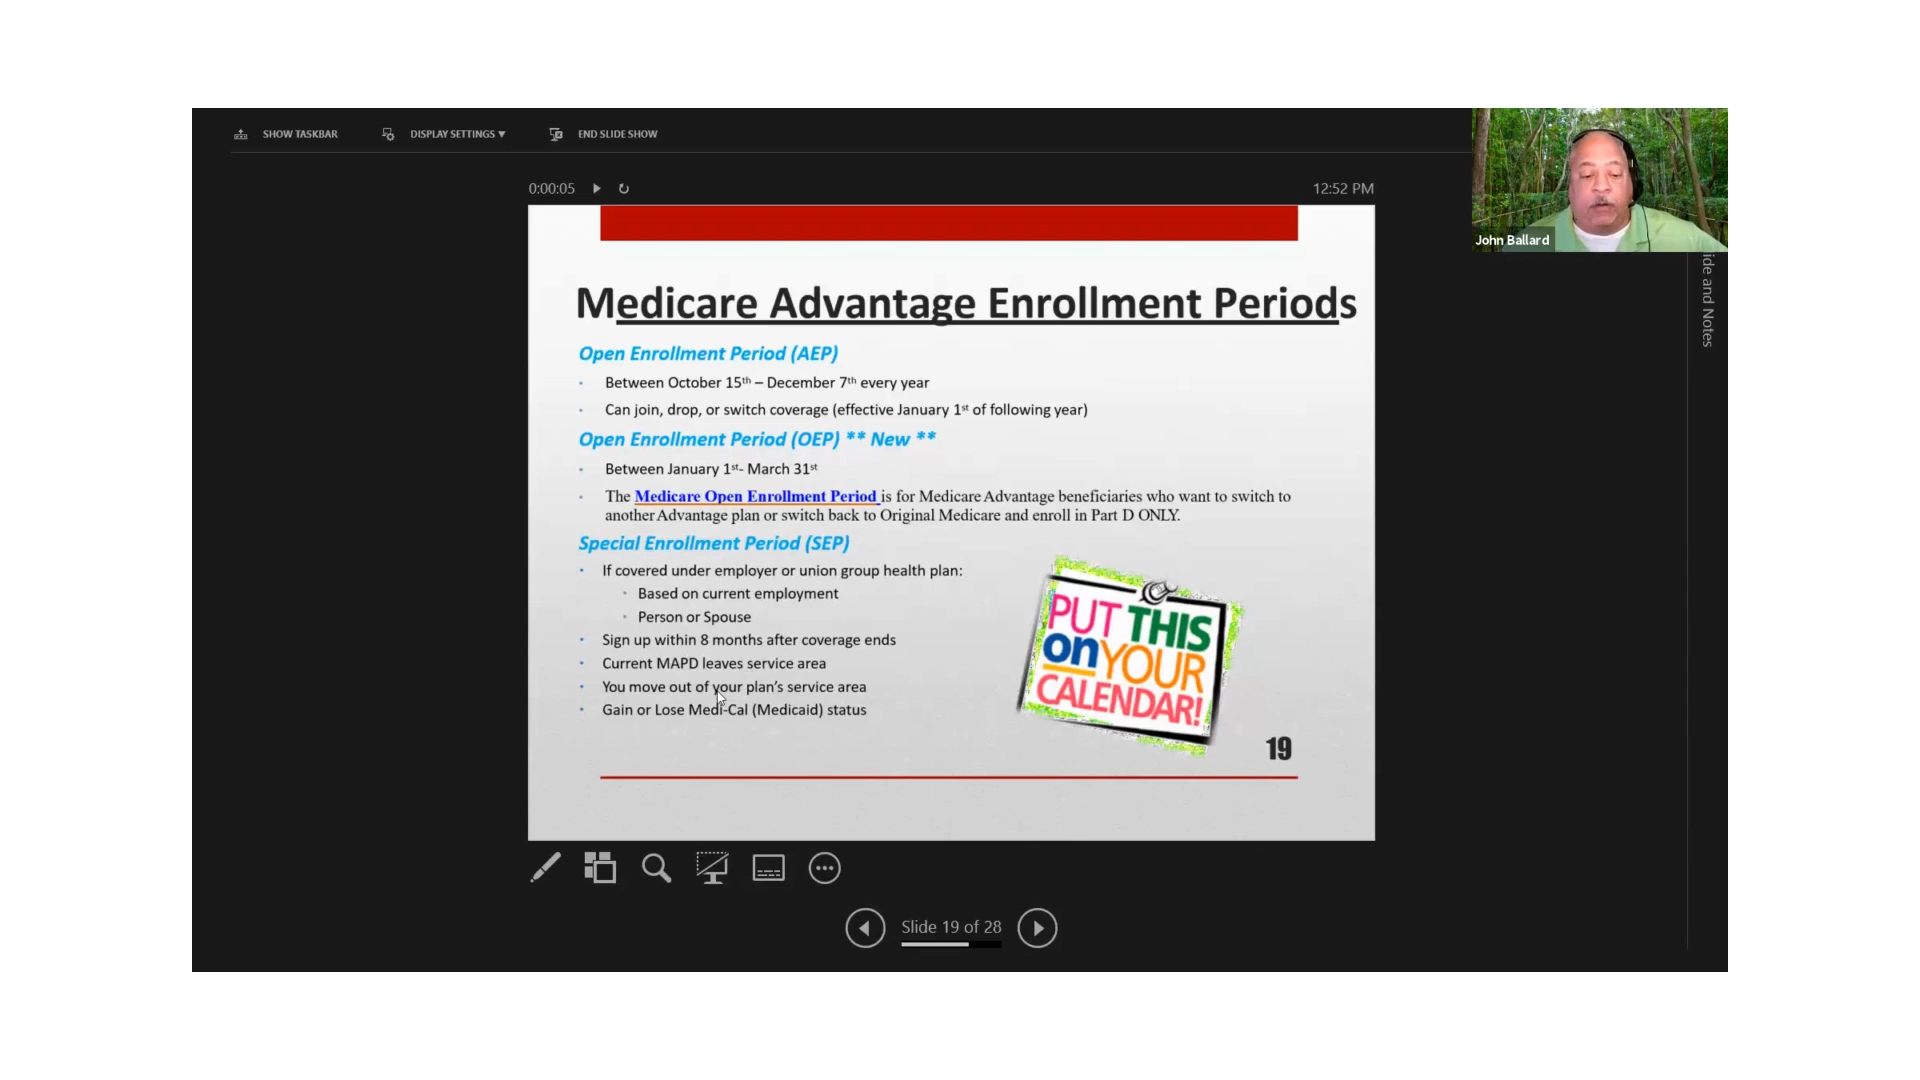 SHOW TASKBAR DISPLAY SETTINGS ▼ END SLIDE SHOW
John Ballard
0:00:05 12:52 PM
ide and Notes
Medicare Advantage Enrollment Periods
Open Enrollment Period (AEP)
Between October 15th – December 7th every year
Can join, drop, or switch coverage (effective January 1st of following year)
Open Enrollment Period (OEP) ** New **
Between January 1st- March 31st
The Medicare Open Enrollment Period is for Medicare Advantage beneficiaries who want to switch to
another Advantage plan or switch back to Original Medicare and enroll in Part D ONLY.
Special Enrollment Period (SEP)
If covered under employer or union group health plan:
Based on current employment
Person or Spouse
Sign up within 8 months after coverage ends
Current MAPD leaves service area
You move out of your plan’s service area
Gain or Lose Medi-Cal (Medicaid) status
PUT THIS
on YOUR
CALENDAR!
19
Slide 19 of 28